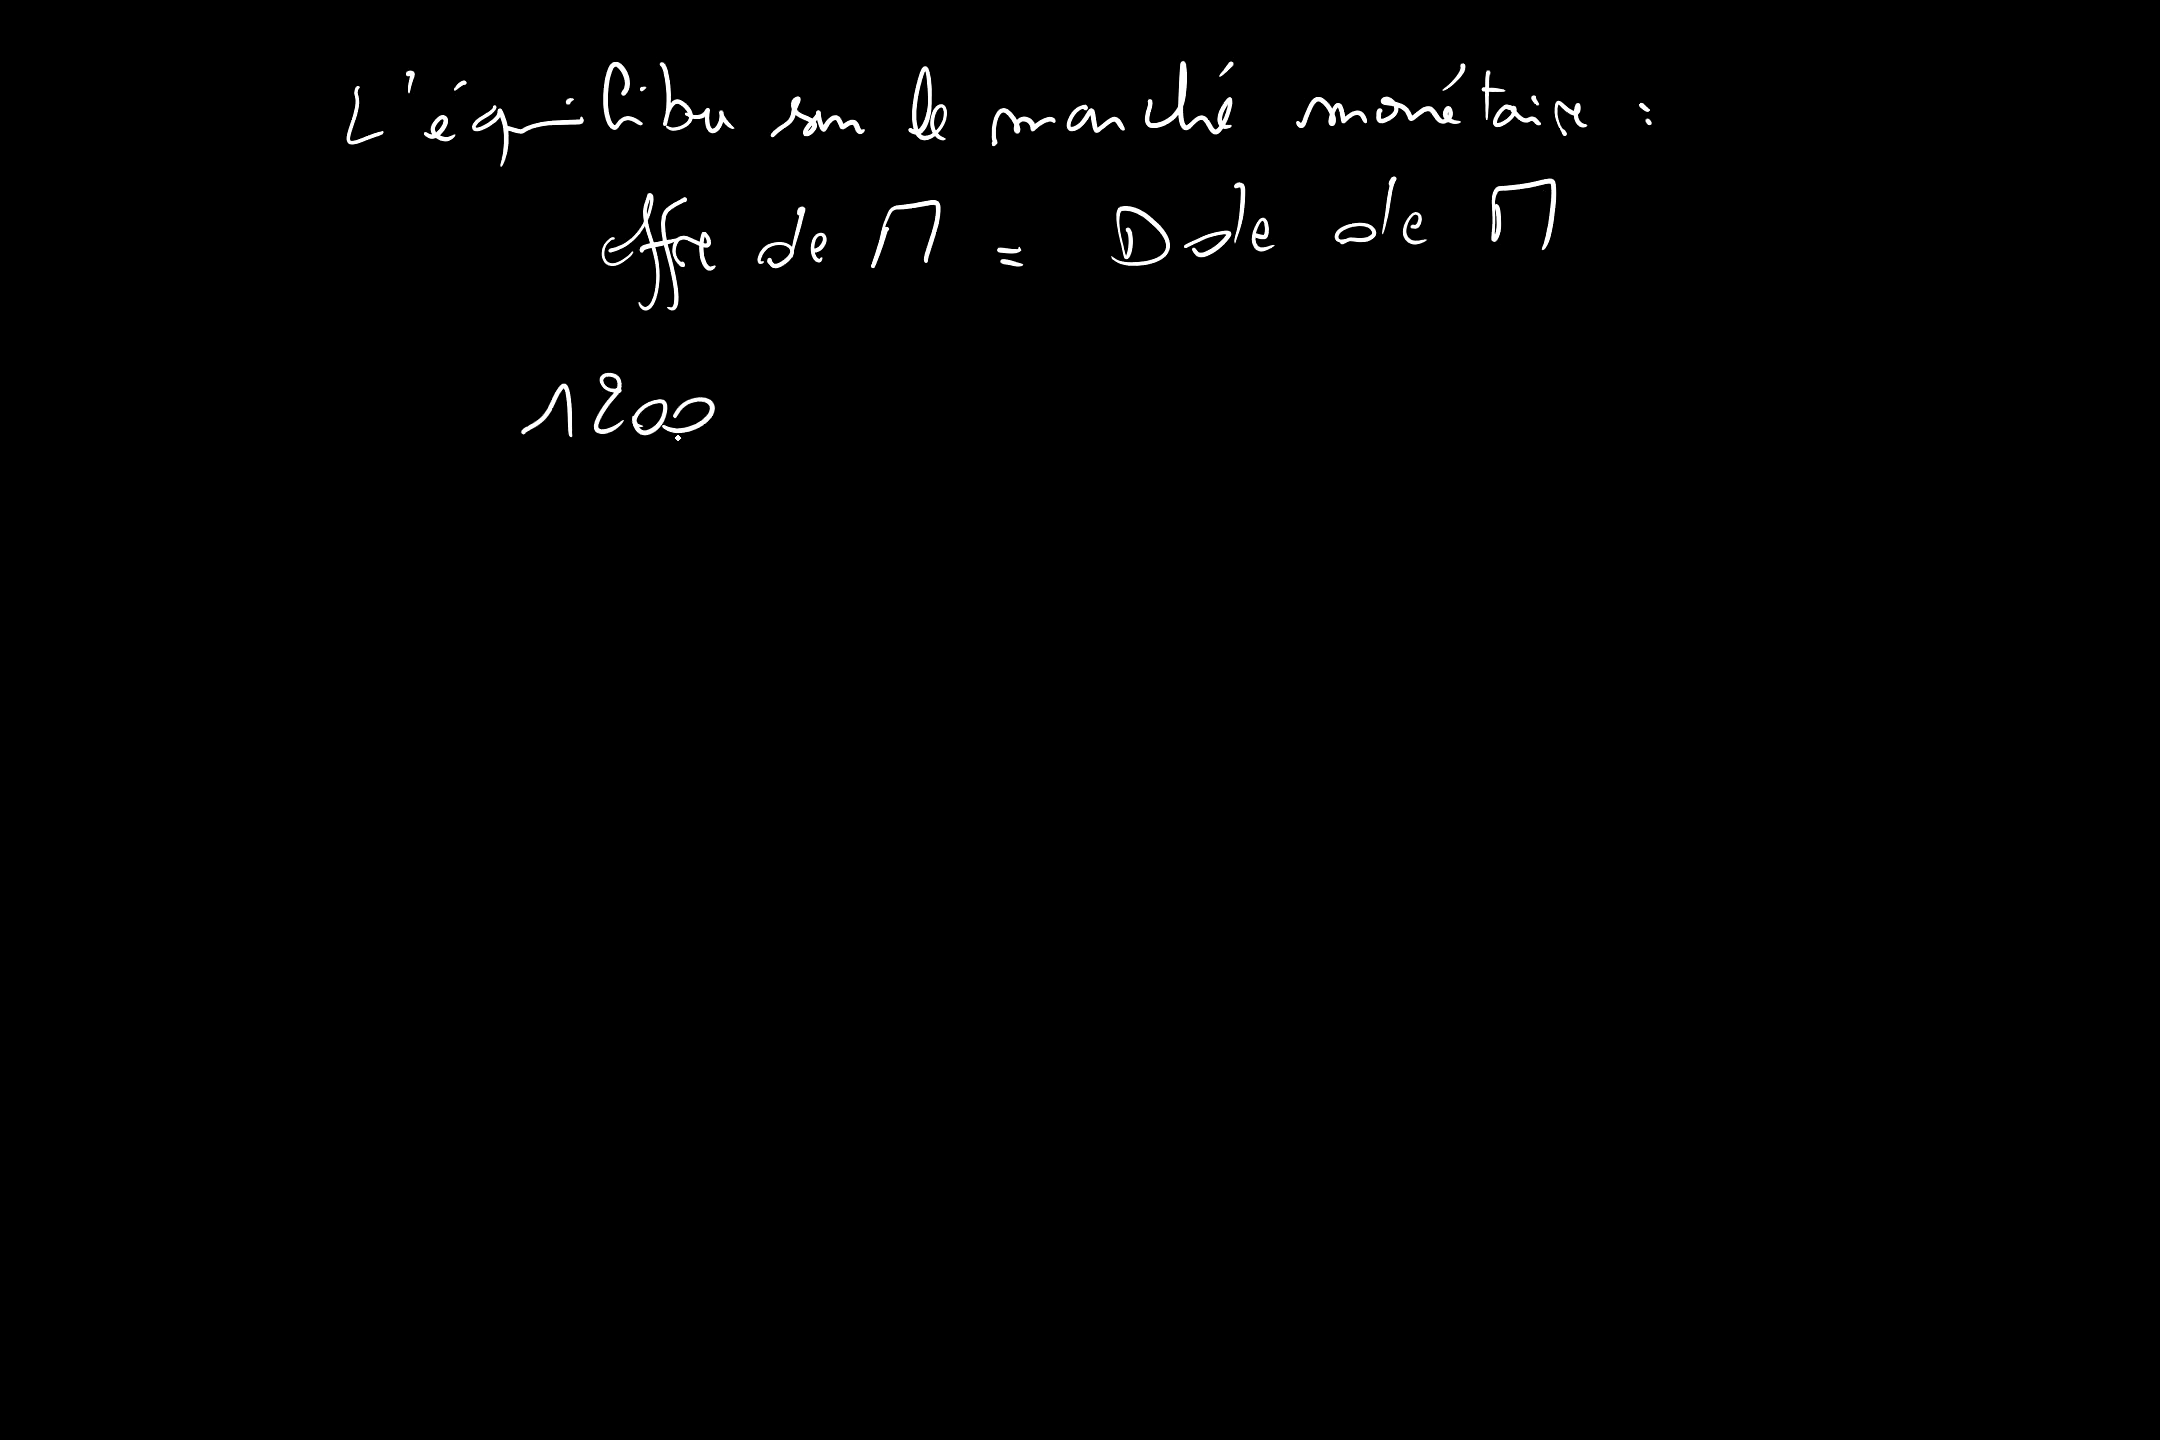 L'équilibre sur le marché monétaire :
offre de M = Dde de M
1200